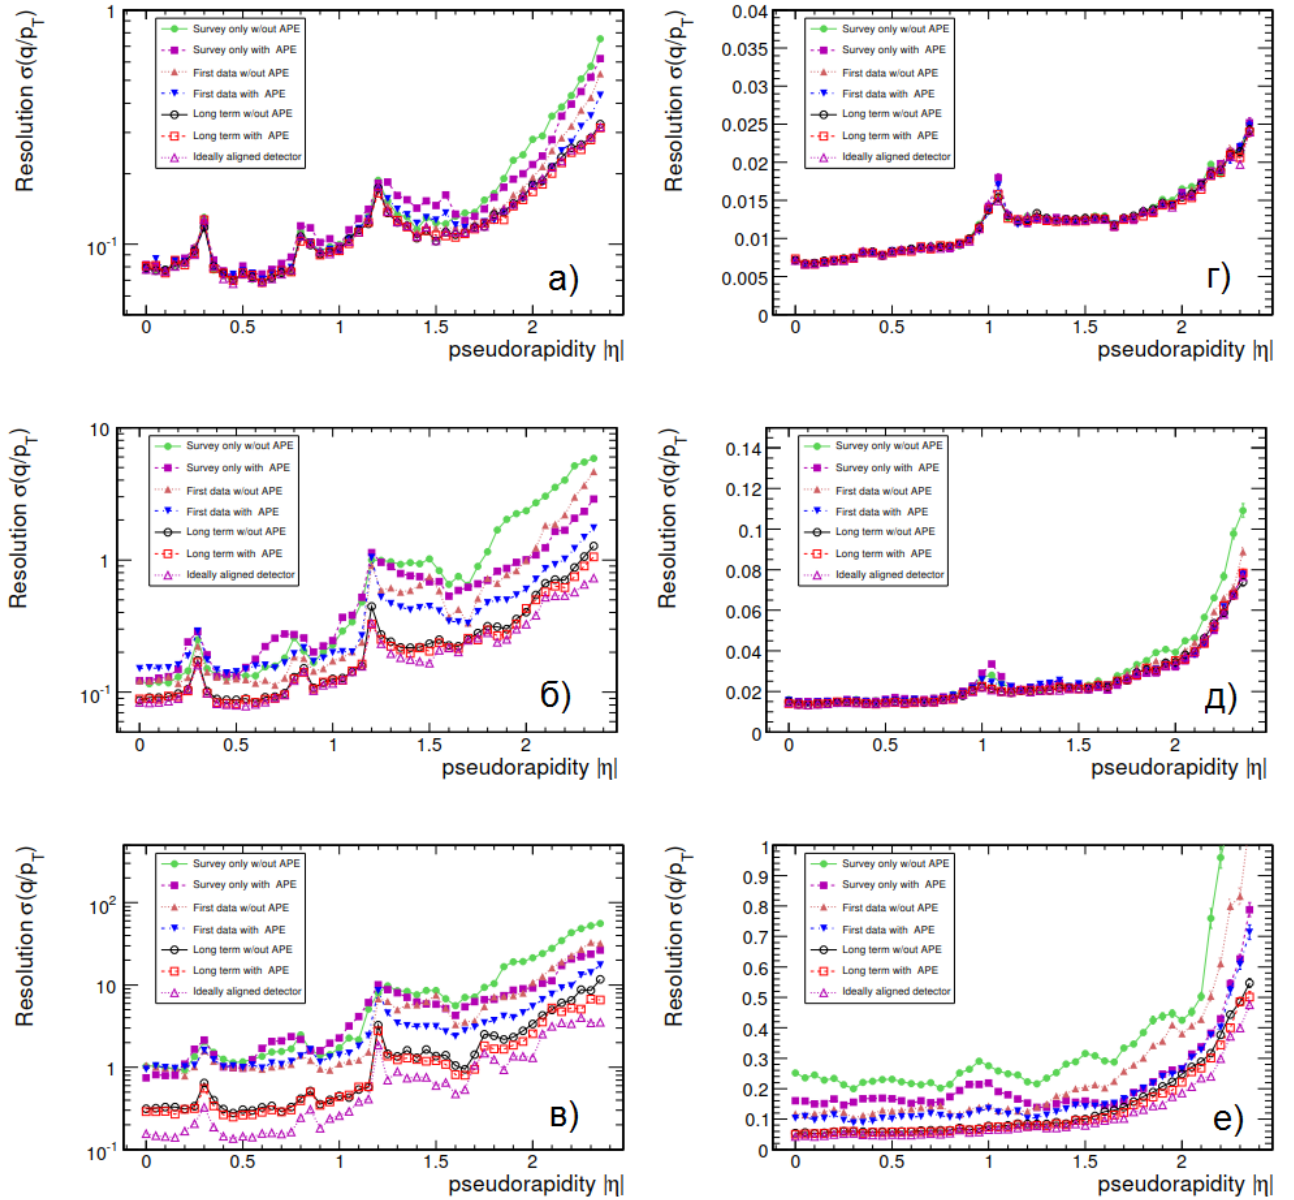 Resolution σ(q/pT)
1
10-1
Survey only w/out APE
Survey only with APE
First data w/out APE
First data with APE
Long term w/out APE
Long term with APE
Ideally aligned detector
а)
0 0.5 1 1.5 2
pseudorapidity |η|
Resolution σ(q/pT)
0.04
0.035
0.03
0.025
0.02
0.015
0.01
0.005
0
Survey only w/out APE
Survey only with APE
First data w/out APE
First data with APE
Long term w/out APE
Long term with APE
Ideally aligned detector
г)
0 0.5 1 1.5 2
pseudorapidity |η|
Resolution σ(q/pT)
10
1
10-1
Survey only w/out APE
Survey only with APE
First data w/out APE
First data with APE
Long term w/out APE
Long term with APE
Ideally aligned detector
б)
0 0.5 1 1.5 2
pseudorapidity |η|
Resolution σ(q/pT)
0.14
0.12
0.1
0.08
0.06
0.04
0.02
0
Survey only w/out APE
Survey only with APE
First data w/out APE
First data with APE
Long term w/out APE
Long term with APE
Ideally aligned detector
д)
0 0.5 1 1.5 2
pseudorapidity |η|
Resolution σ(q/pT)
102
10
1
10-1
Survey only w/out APE
Survey only with APE
First data w/out APE
First data with APE
Long term w/out APE
Long term with APE
Ideally aligned detector
в)
0 0.5 1 1.5 2
pseudorapidity |η|
Resolution σ(q/pT)
1
0.9
0.8
0.7
0.6
0.5
0.4
0.3
0.2
0.1
0
Survey only w/out APE
Survey only with APE
First data w/out APE
First data with APE
Long term w/out APE
Long term with APE
Ideally aligned detector
е)
0 0.5 1 1.5 2
pseudorapidity |η|